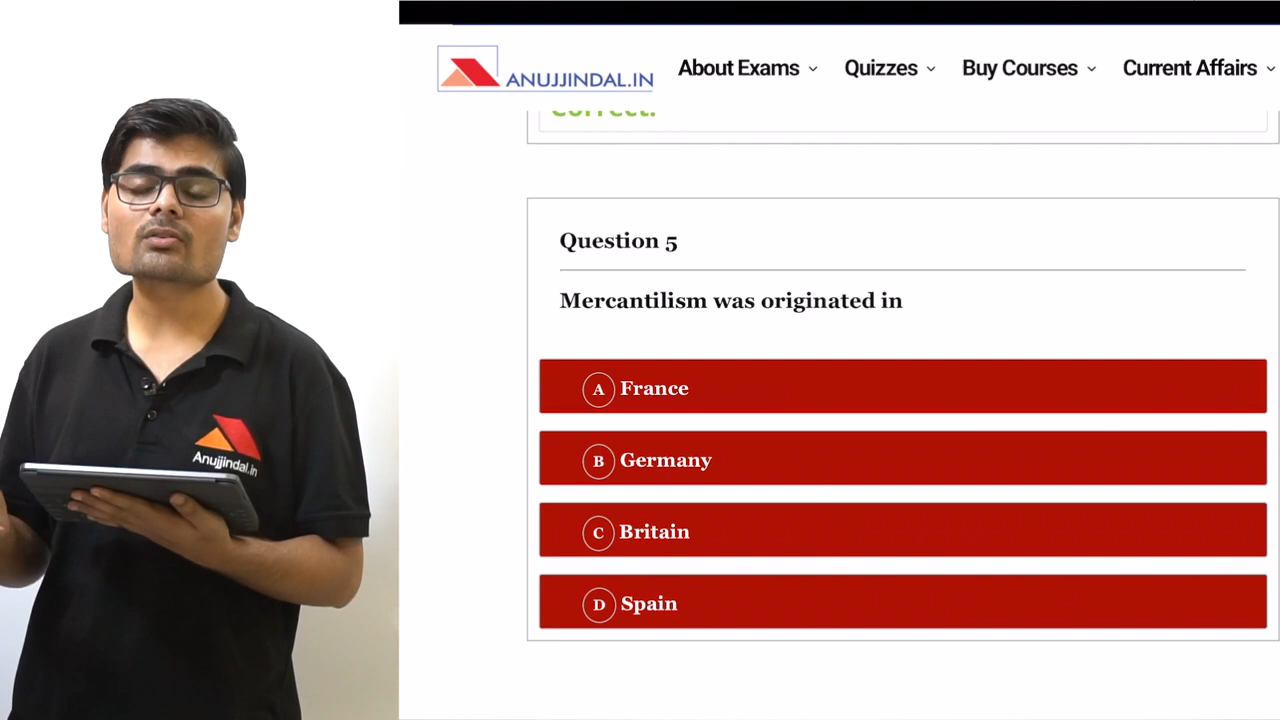 ANUJJINDAL.IN About Exams Quizzes Buy Courses Current Affairs
Correct.
Question 5
Mercantilism was originated in
A France
B Germany
C Britain
D Spain
Anujjindal.in